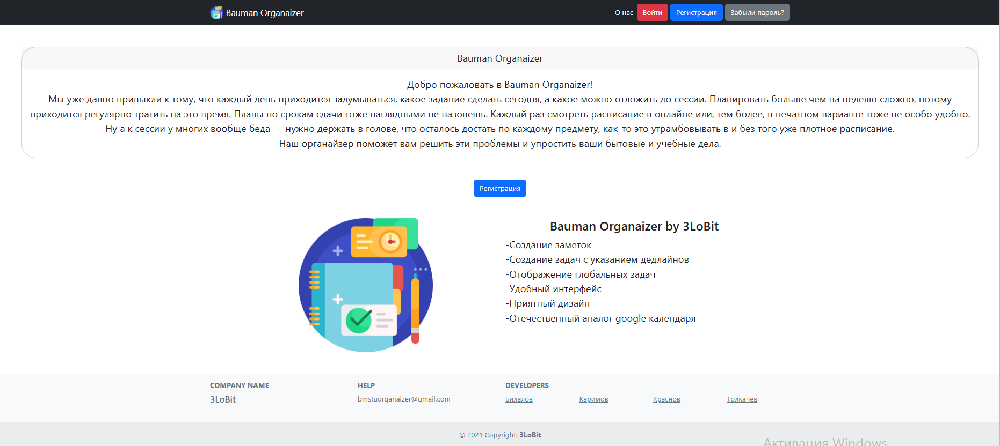 Bauman Organaizer
О нас Войти Регистрация Забыли пароль?
Bauman Organaizer
Добро пожаловать в Bauman Organaizer!
Мы уже давно привыкли к тому, что каждый день приходится задумываться, какое задание сделать сегодня, а какое можно отложить до сессии. Планировать больше чем на неделю сложно, потому
приходится регулярно тратить на это время. Планы по срокам сдачи тоже наглядными не назовешь. Каждый раз смотреть расписание в онлайне или, тем более, в печатном варианте тоже не особо удобно.
Ну а к сессии у многих вообще беда — нужно держать в голове, что осталось достать по каждому предмету, как-то это утрамбовывать в и без того уже плотное расписание.
Наш органайзер поможет вам решить эти проблемы и упростить ваши бытовые и учебные дела.
Регистрация
Bauman Organaizer by 3LoBit
-Создание заметок
-Создание задач с указанием дедлайнов
-Отображение глобальных задач
-Удобный интерфейс
-Приятный дизайн
-Отечественный аналог google календаря
COMPANY NAME
3LoBit
HELP
bmstuorganaizer@gmail.com
DEVELOPERS
Билалов Каримов Краснов Толкачев
© 2021 Copyright: 3LoBit
Активация Windows